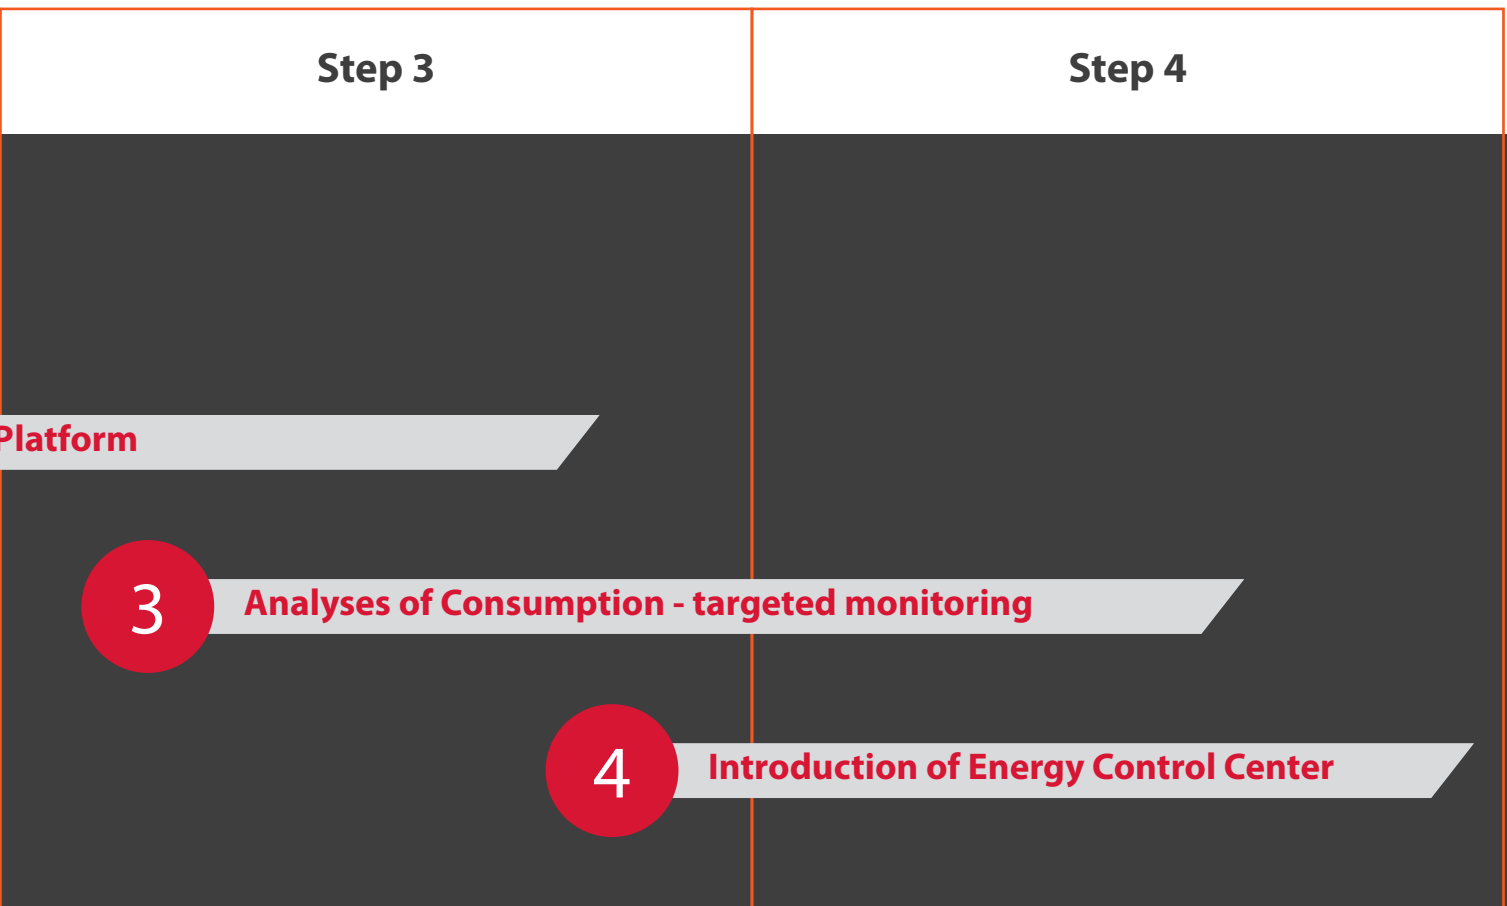 Step 3
Step 4
Platform
3
Analyses of Consumption - targeted monitoring
4
Introduction of Energy Control Center